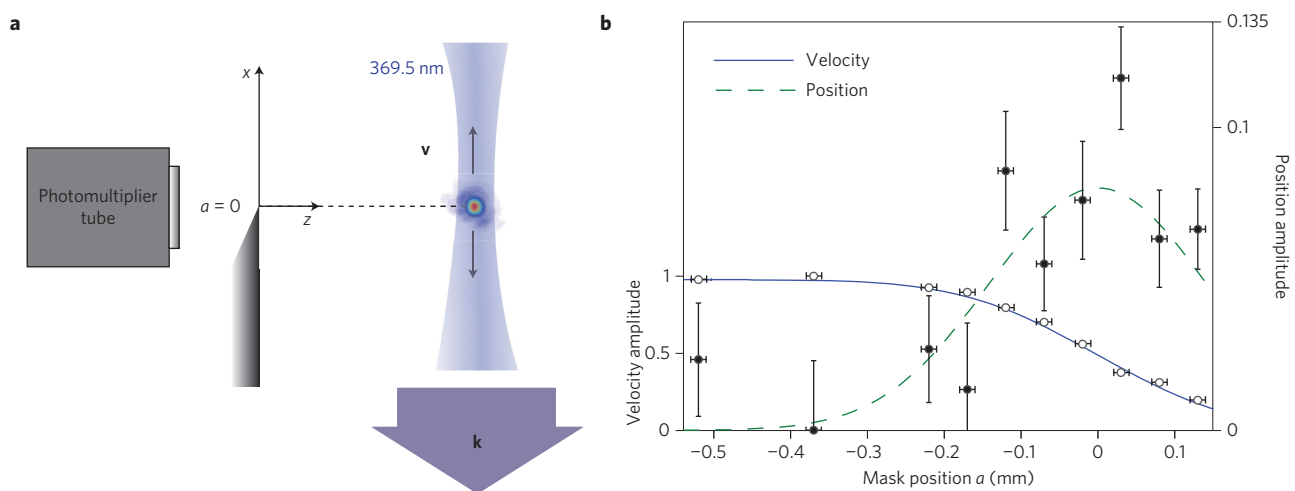 a
x
369.5 nm
v
Photomultiplier
tube
a = 0
z
k
b
Velocity
Position
0.135
0.1
0
Position amplitude
1
0.5
0
Velocity amplitude
−0.5 −0.4 −0.3 −0.2 −0.1 0 0.1
Mask position a (mm)